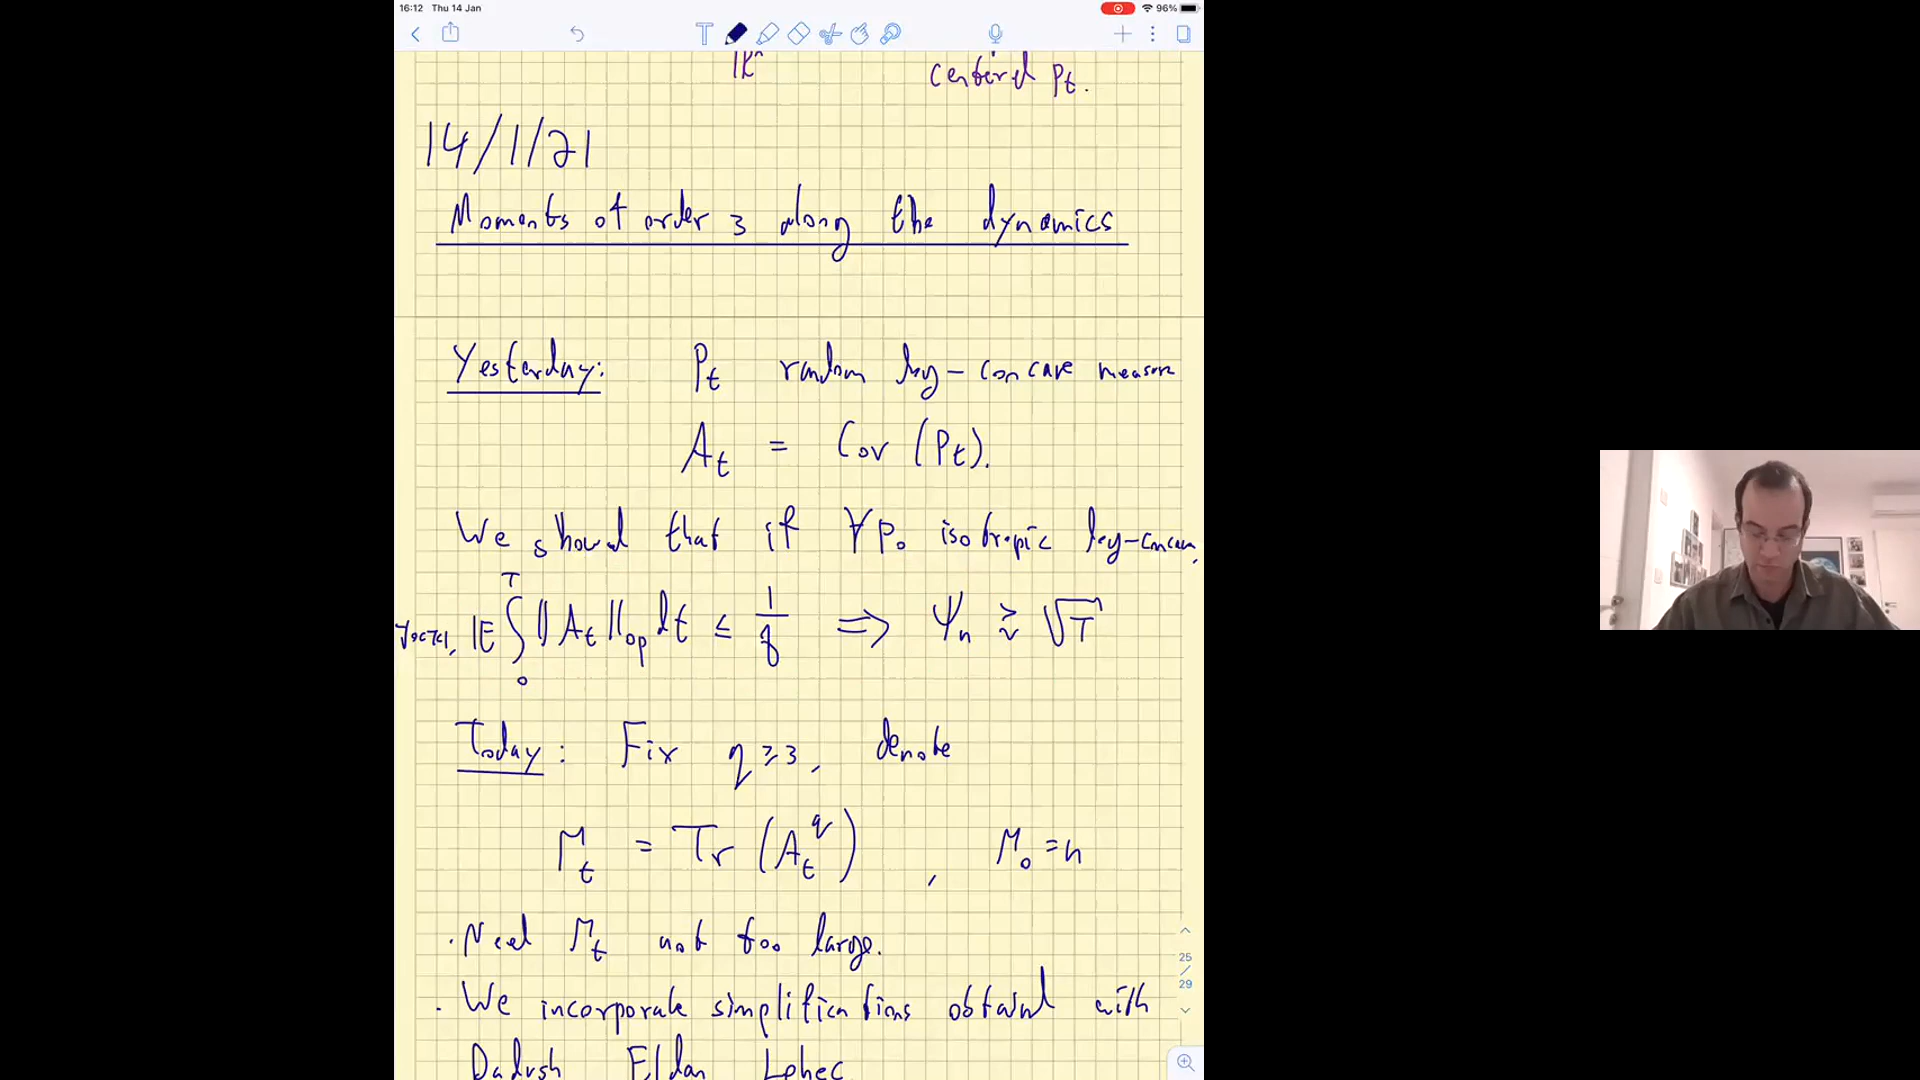 16:12 Thu 14 Jan
96%
ℝⁿ centered Pt.
14/1/21
Moments of order 3 along the dynamics
Yesterday: Pt random log-concave measure
At = Cov (Pt).
We showed that if ∀ p₀ isotropic log-concave,
∀ 0<T<1, 𝔼 ∫₀ᵀ ‖At‖op dt ≤ 1/8 ⟹ ψn ≳ √T
Today: Fix q ≥ 3, denote
Γt = Tr (At^q), Γ₀ = n
· Need Γt not too large.
· We incorporate simplifications obtained with
Dadush Eldan Lehec
25
/
29